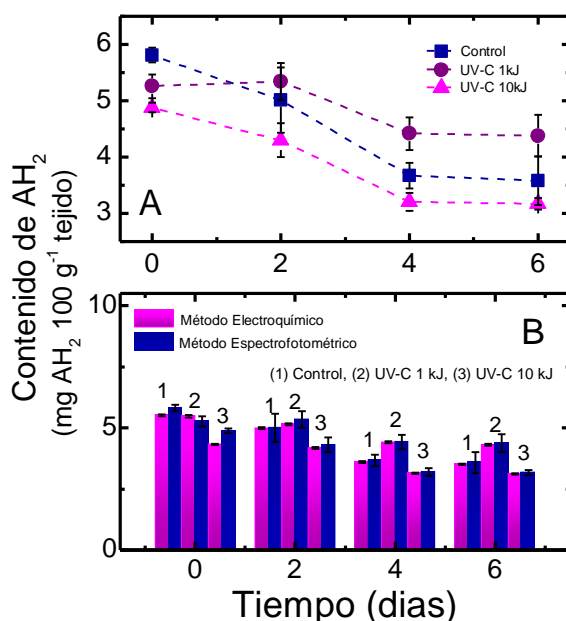 Contenido de AH₂
(mg AH₂ 100 g⁻¹ tejido)
6
5
4
3
A
Control
UV-C 1kJ
UV-C 10kJ
0 2 4 6
10
5
0
Método Electroquímico
Método Espectrofotométrico
B
(1) Control, (2) UV-C 1 kJ, (3) UV-C 10 kJ
1 2 3 1 2 3 1 2 3 1 2 3
0 2 4 6
Tiempo (dias)